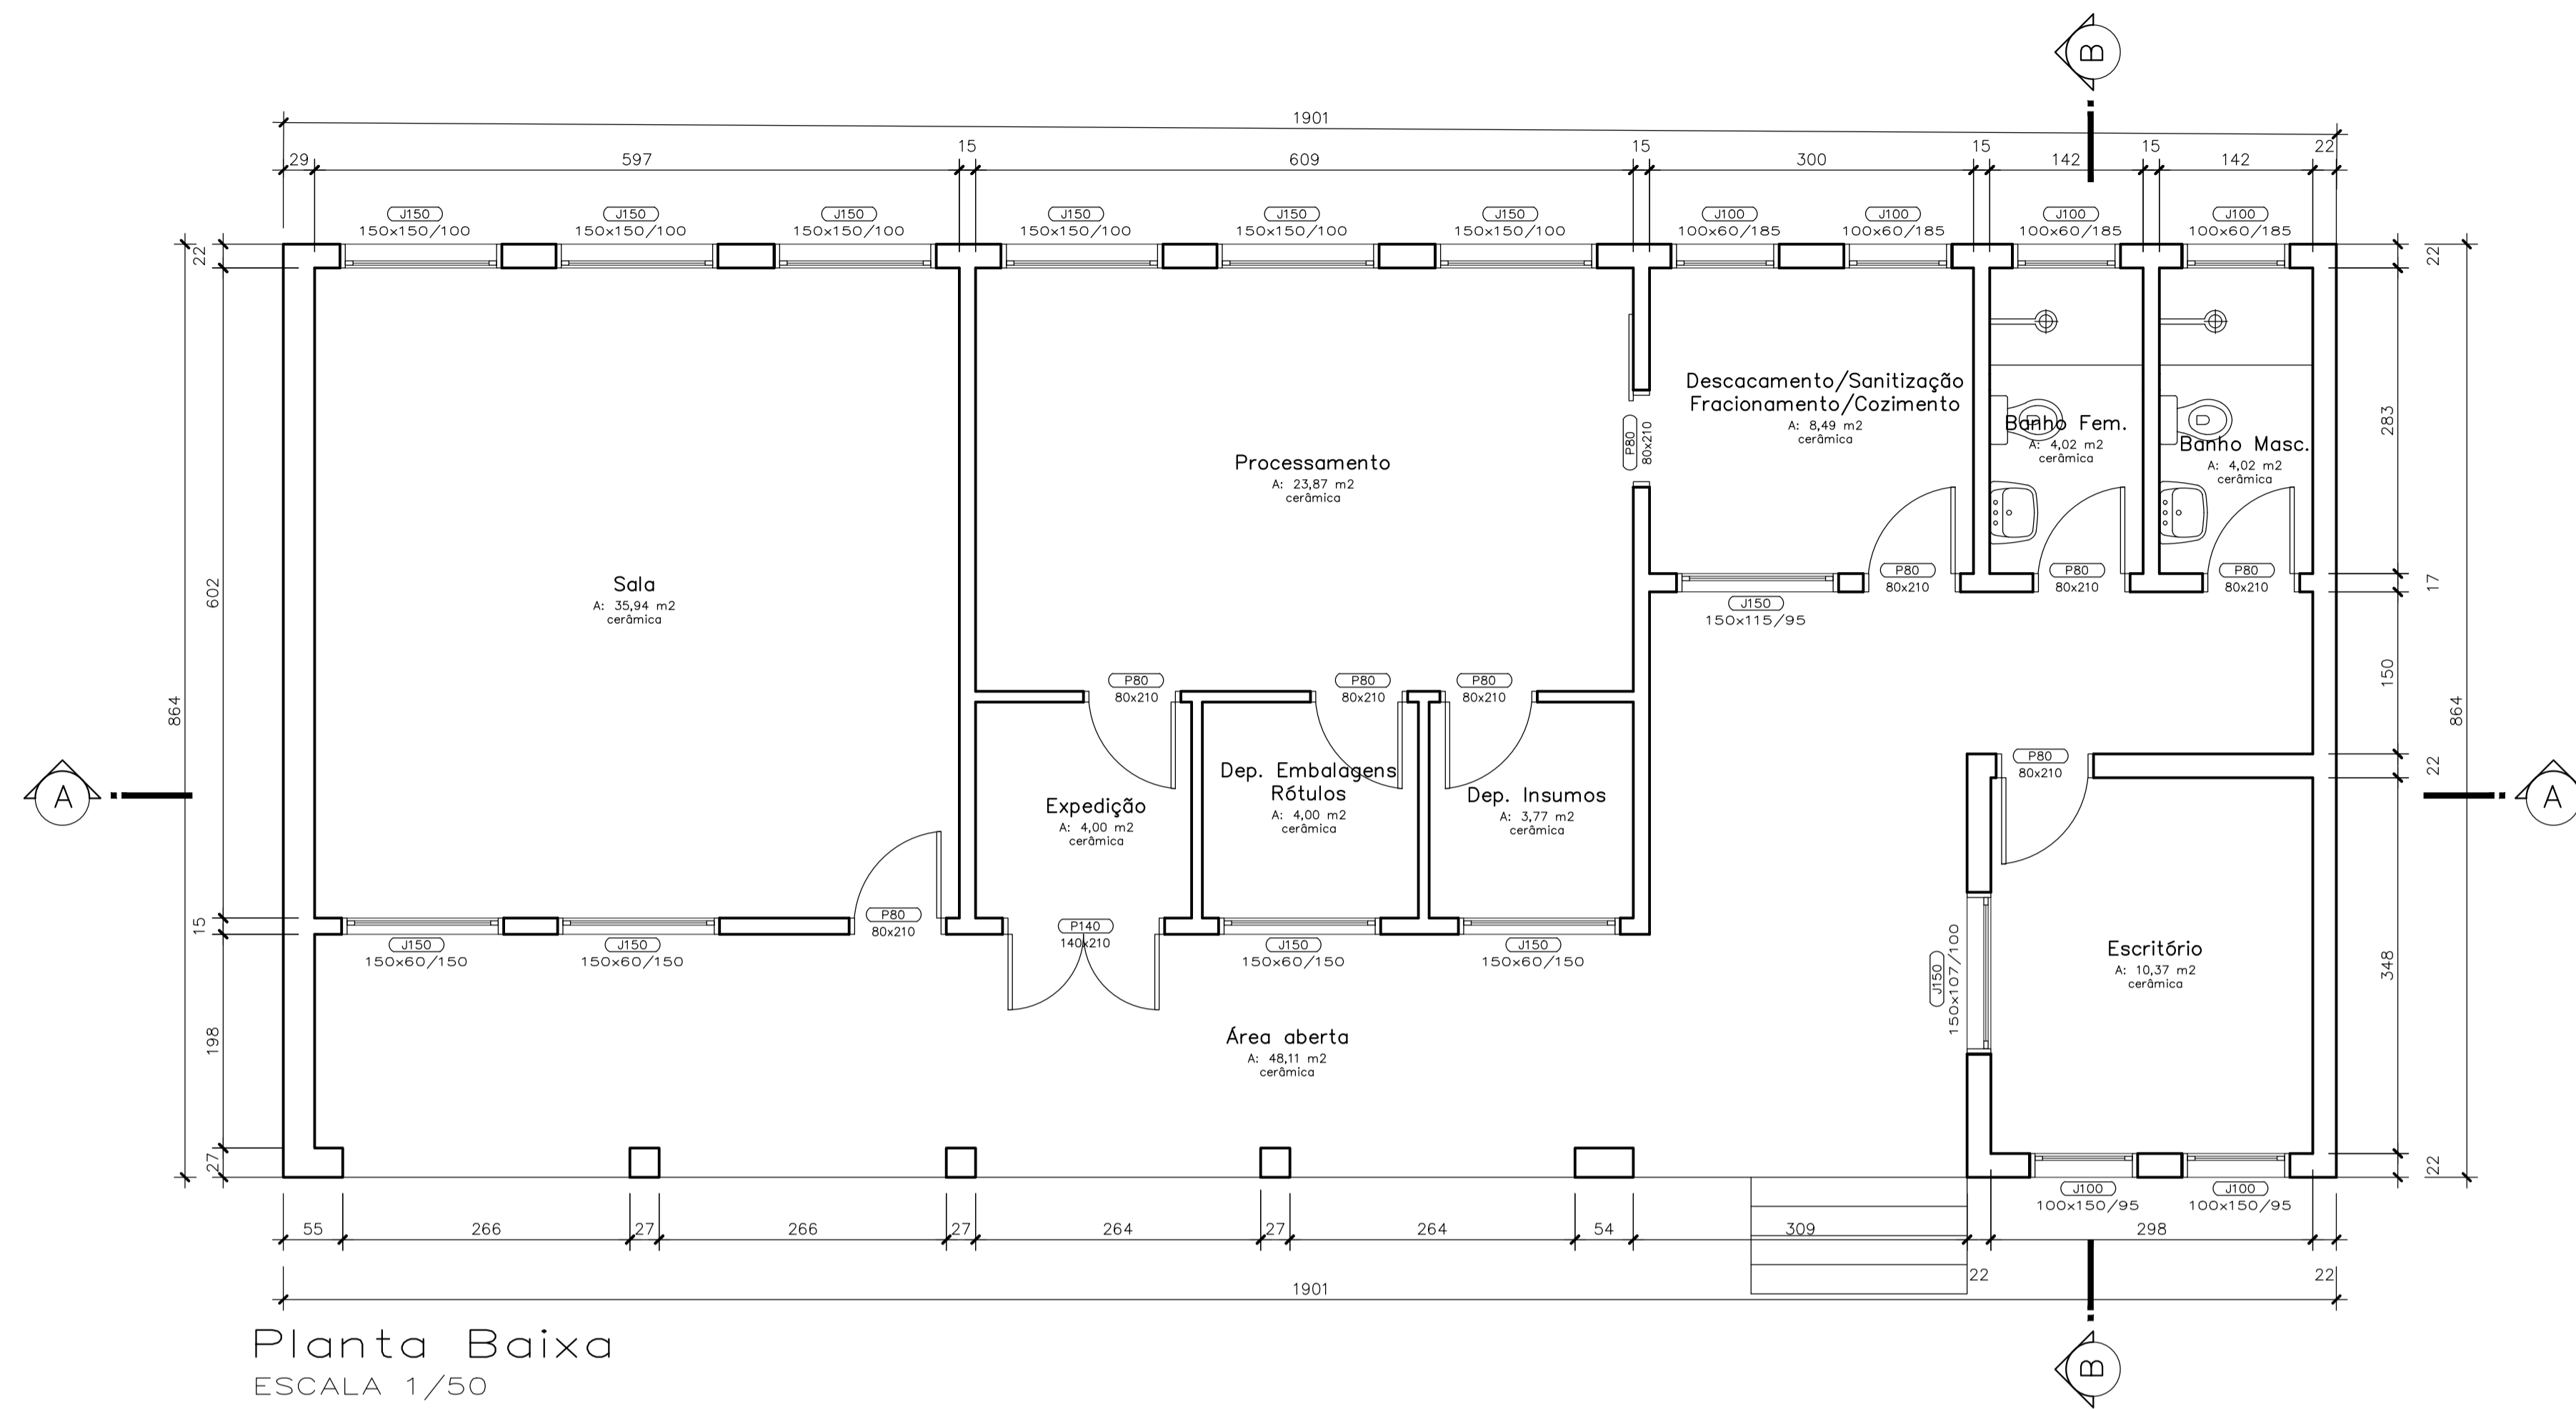 B
1901
29
597
15
609
15
300
15
142
15
142
22
J150
150x150/100
J150
150x150/100
J150
150x150/100
J150
150x150/100
J150
150x150/100
J150
150x150/100
J100
100x60/185
J100
100x60/185
J100
100x60/185
J100
100x60/185
22
22
Descacamento/Sanitização
Fracionamento/Cozimento
A: 8,49 m2
cerâmica
Banho Fem.
A: 4,02 m2
cerâmica
Banho Masc.
A: 4,02 m2
cerâmica
283
P80
80x210
Processamento
A: 23,87 m2
cerâmica
Sala
A: 35,94 m2
cerâmica
602
P80
80x210
P80
80x210
P80
80x210
17
J150
150x115/95
864
150
864
P80
80x210
P80
80x210
P80
80x210
P80
80x210
22
A
A
Expedição
A: 4,00 m2
cerâmica
Dep. Embalagens
Rótulos
A: 4,00 m2
cerâmica
Dep. Insumos
A: 3,77 m2
cerâmica
15
P80
80x210
P140
140x210
J150
150x60/150
J150
150x60/150
J150
150x60/150
J150
150x60/150
J150
150x107/100
Escritório
A: 10,37 m2
cerâmica
348
198
Área aberta
A: 48,11 m2
cerâmica
27
22
J100
100x150/95
J100
100x150/95
55
266
27
266
27
264
27
264
54
309
298
22
22
1901
Planta Baixa
ESCALA 1/50
B